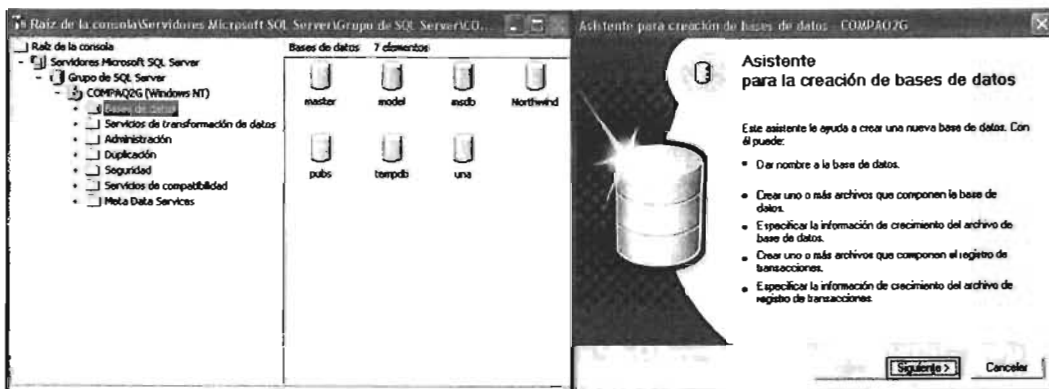 Raíz de la consola\Servidores Microsoft SQL Server\Grupo de SQL Server\CO...
Raíz de la consola
Servidores Microsoft SQL Server
Grupo de SQL Server
COMPAQ2G (Windows NT)
Bases de datos
Servicios de transformación de datos
Administración
Duplicación
Seguridad
Servicios de compatibilidad
Meta Data Services
Bases de datos 7 elementos
master model msdb Northwind
pubs tempdb una
Asistente para creación de bases de datos - COMPAQ2G
Asistente
para la creación de bases de datos
Este asistente le ayuda a crear una nueva base de datos. Con
él puede:
• Dar nombre a la base de datos.
• Crear uno o más archivos que componen la base de
datos.
• Especificar la información de crecimiento del archivo de
base de datos.
• Crear uno o más archivos que componen el registro de
transacciones.
• Especificar la información de crecimiento del archivo de
registro de transacciones.
Siguiente > Cancelar